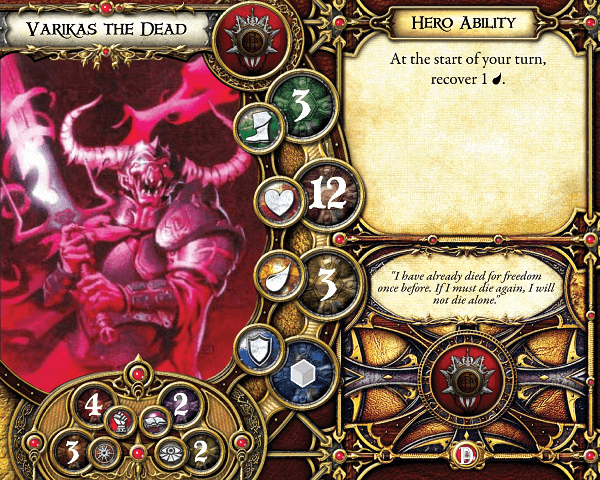 Varikas the Dead
Hero Ability
At the start of your turn,
recover 1 .
3
12
3
"I have already died for freedom
once before. If I must die again, I will
not die alone."
4
2
3
2
D